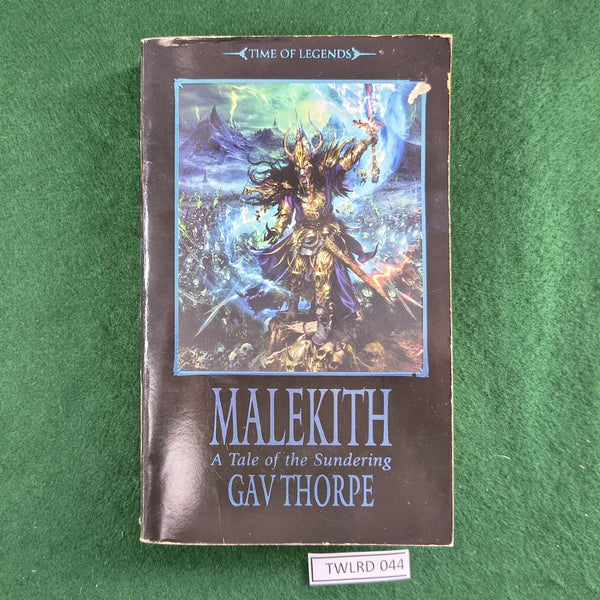 TIME OF LEGENDS
MALEKITH
A Tale of the Sundering
GAV THORPE
TWLRD 044